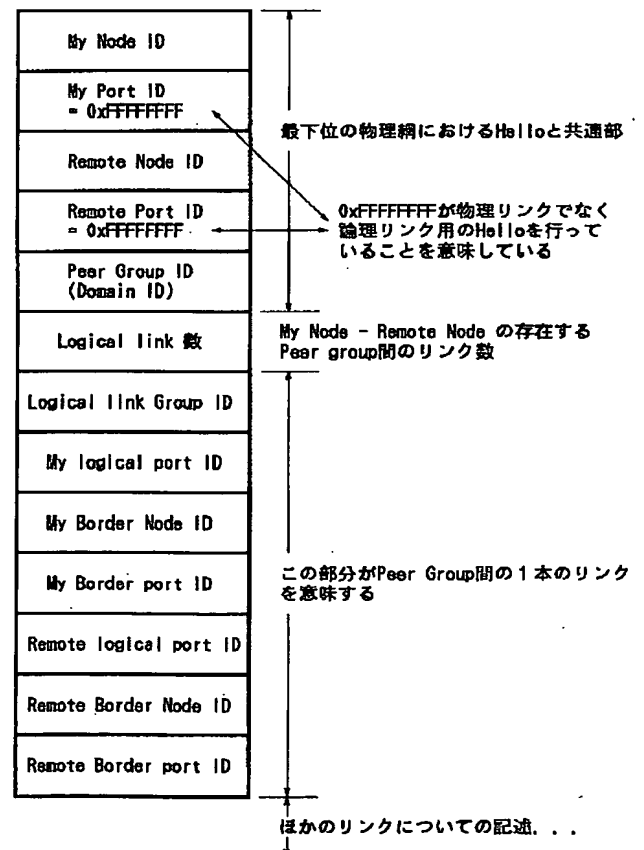 My Node ID
My Port ID
= 0xFFFFFFFF
最下位の物理網におけるHelloと共通部
Remote Node ID
Remote Port ID
= 0xFFFFFFFF
0xFFFFFFFFが物理リンクでなく
論理リンク用のHelloを行って
いることを意味している
Peer Group ID
(Domain ID)
Logical link 数
My Node - Remote Node の存在する
Peer group間のリンク数
Logical link Group ID
My logical port ID
My Border Node ID
My Border port ID
この部分がPeer Group間の1本のリンク
を意味する
Remote logical port ID
Remote Border Node ID
Remote Border port ID
ほかのリンクについての記述...